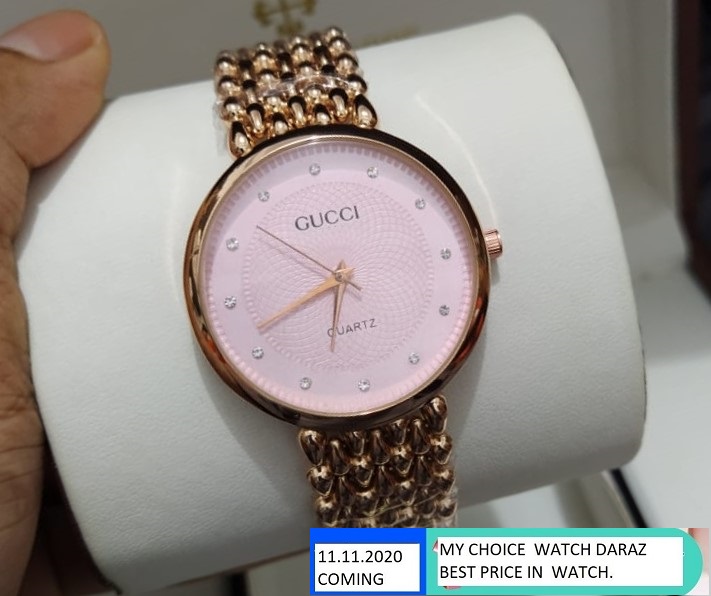 GUCCI
QUARTZ
11.11.2020
COMING
MY CHOICE WATCH DARAZ
BEST PRICE IN WATCH.